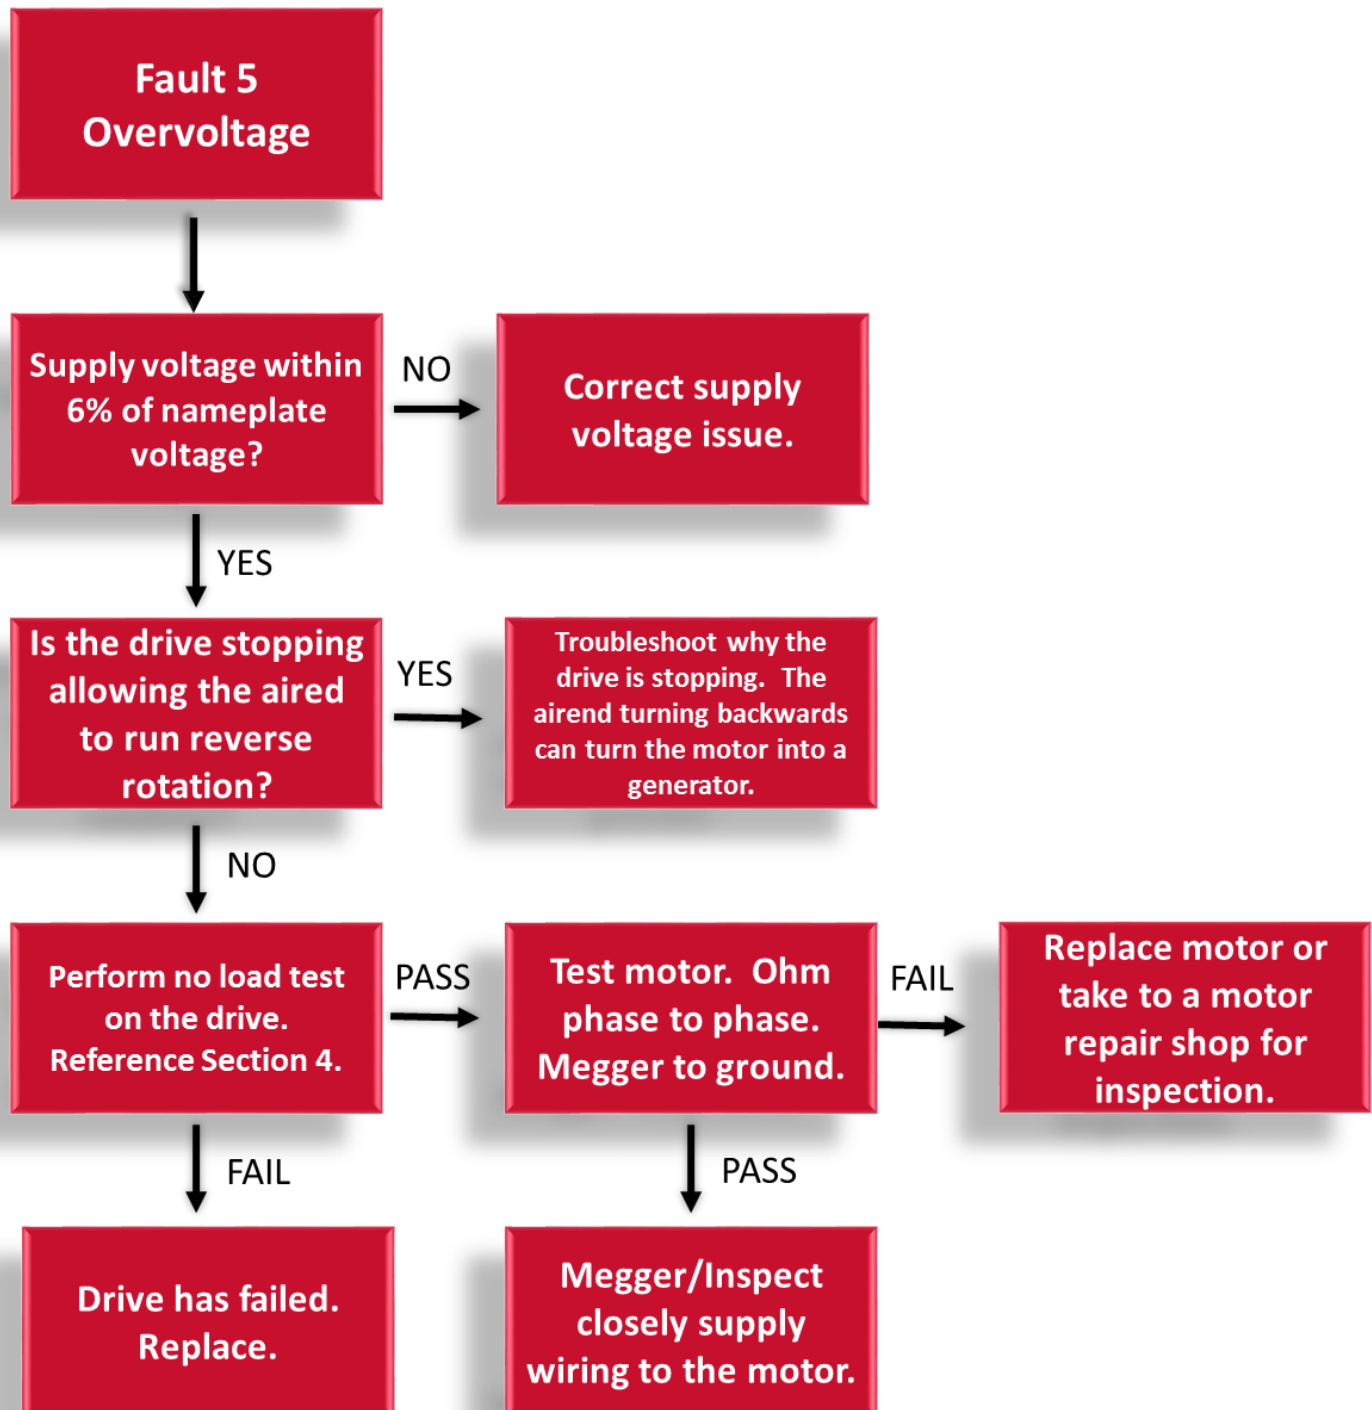 Fault 5
Overvoltage
Supply voltage within
6% of nameplate
voltage?
NO
Correct supply
voltage issue.
YES
Is the drive stopping
allowing the aired
to run reverse
rotation?
YES
Troubleshoot why the
drive is stopping. The
airend turning backwards
can turn the motor into a
generator.
NO
Perform no load test
on the drive.
Reference Section 4.
PASS
Test motor. Ohm
phase to phase.
Megger to ground.
FAIL
Replace motor or
take to a motor
repair shop for
inspection.
FAIL
PASS
Drive has failed.
Replace.
Megger/Inspect
closely supply
wiring to the motor.